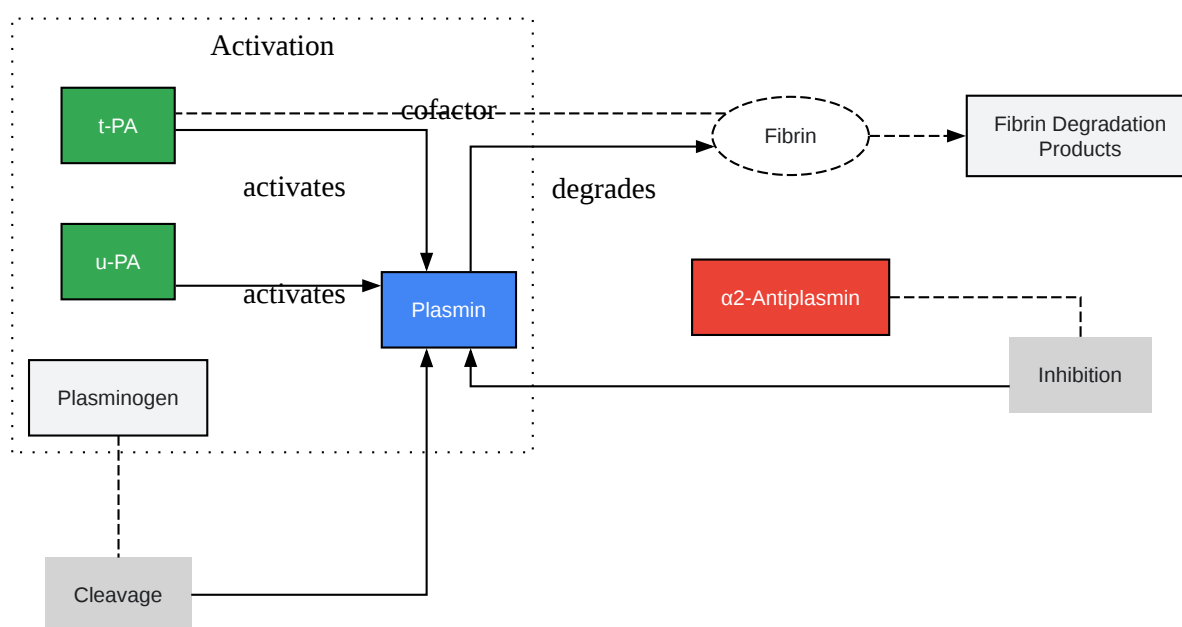 Activation
t-PA
cofactor
Fibrin
Fibrin Degradation
Products
activates
degrades
u-PA
activates
Plasmin
α2-Antiplasmin
Plasminogen
Inhibition
Cleavage